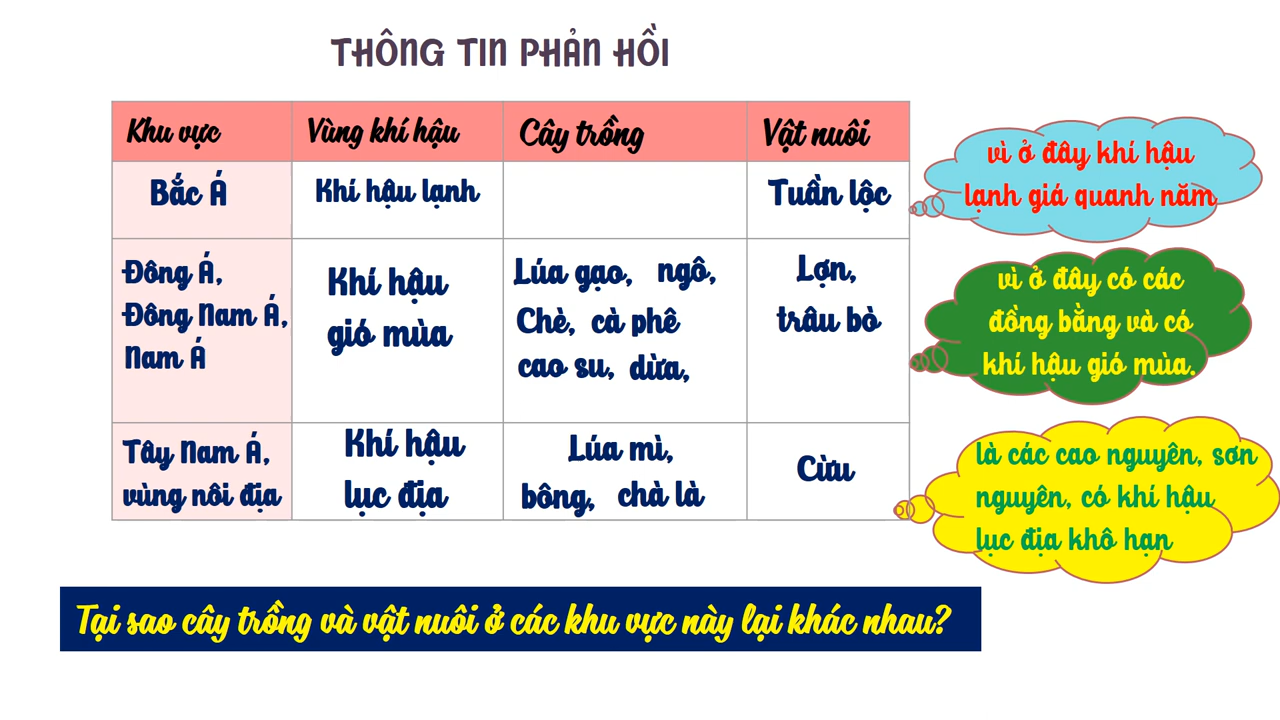 THÔNG TIN PHẢN HỒI
Khu vực
Vùng khí hậu
Cây trồng
Vật nuôi
Bắc Á
Khí hậu lạnh
Tuần lộc
vì ở đây khí hậu
lạnh giá quanh năm
Đông Á,
Đông Nam Á,
Nam Á
Khí hậu
gió mùa
Lúa gạo, ngô,
Chè, cà phê
cao su, dừa,
Lợn,
trâu bò
vì ở đây có các
đồng bằng và có
khí hậu gió mùa.
Tây Nam Á,
vùng nôi địa
Khí hậu
lục địa
Lúa mì,
bông, chà là
Cừu
là các cao nguyên, sơn
nguyên, có khí hậu
lục địa khô hạn
Tại sao cây trồng và vật nuôi ở các khu vực này lại khác nhau?